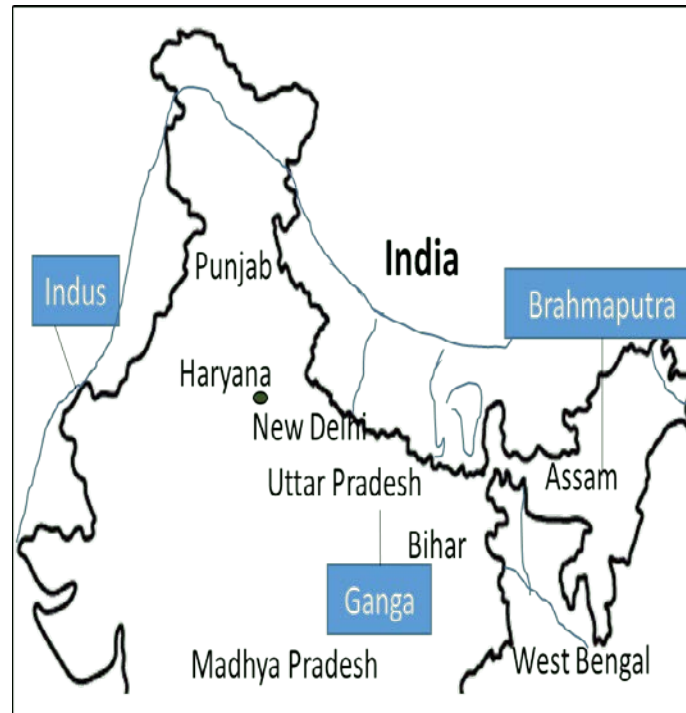 India
Punjab
Indus
Brahmaputra
Haryana
New Delhi
Uttar Pradesh
Assam
Bihar
Ganga
Madhya Pradesh
West Bengal